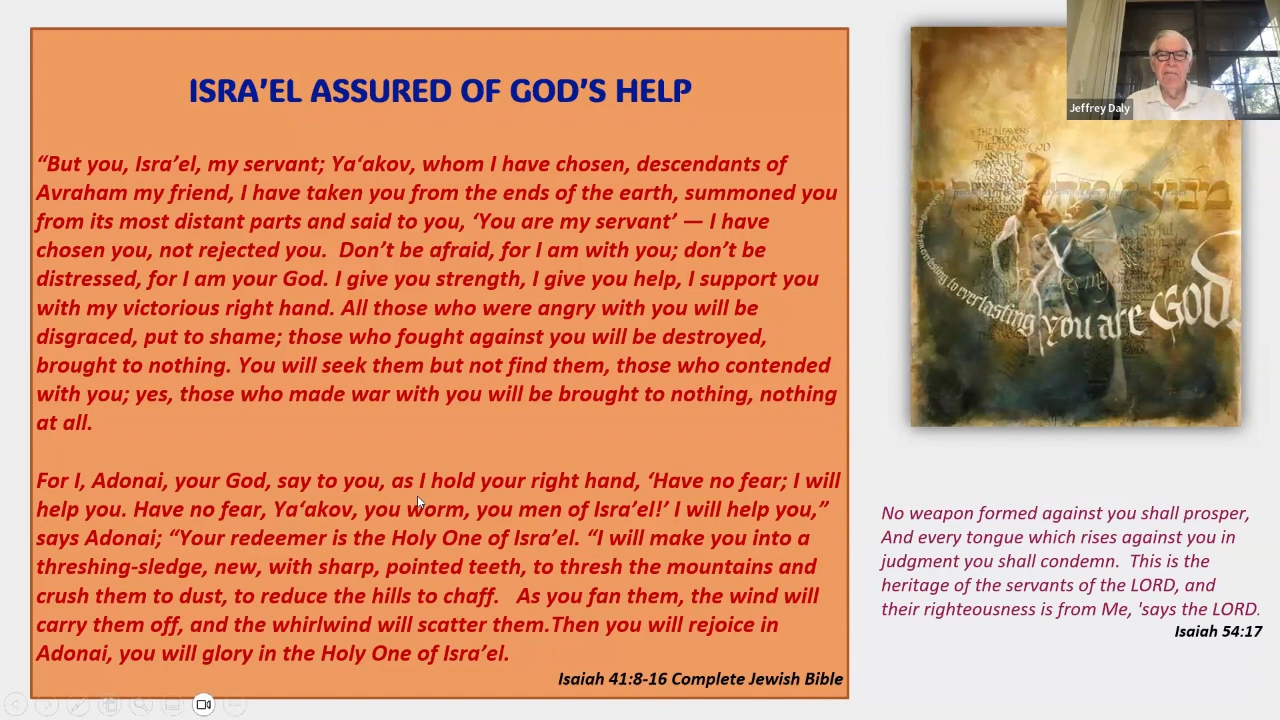 ISRA'EL ASSURED OF GOD'S HELP
“But you, Isra’el, my servant; Ya‘akov, whom I have chosen, descendants of
Avraham my friend, I have taken you from the ends of the earth, summoned you
from its most distant parts and said to you, ‘You are my servant’ — I have
chosen you, not rejected you.  Don’t be afraid, for I am with you; don’t be
distressed, for I am your God. I give you strength, I give you help, I support you
with my victorious right hand. All those who were angry with you will be
disgraced, put to shame; those who fought against you will be destroyed,
brought to nothing. You will seek them but not find them, those who contended
with you; yes, those who made war with you will be brought to nothing, nothing
at all.
For I, Adonai, your God, say to you, as I hold your right hand, ‘Have no fear; I will
help you. Have no fear, Ya‘akov, you worm, you men of Isra’el!’ I will help you,”
says Adonai; “Your redeemer is the Holy One of Isra’el. “I will make you into a
threshing-sledge, new, with sharp, pointed teeth, to thresh the mountains and
crush them to dust, to reduce the hills to chaff.   As you fan them, the wind will
carry them off, and the whirlwind will scatter them.Then you will rejoice in
Adonai, you will glory in the Holy One of Isra’el.
Isaiah 41:8-16 Complete Jewish Bible
Jeffrey Daly
THE HEAVENS
DECLARE
GOD
from everlasting to everlasting you are GOD.
No weapon formed against you shall prosper,
And every tongue which rises against you in
judgment you shall condemn.  This is the
heritage of the servants of the LORD, and
their righteousness is from Me, 'says the LORD.
Isaiah 54:17